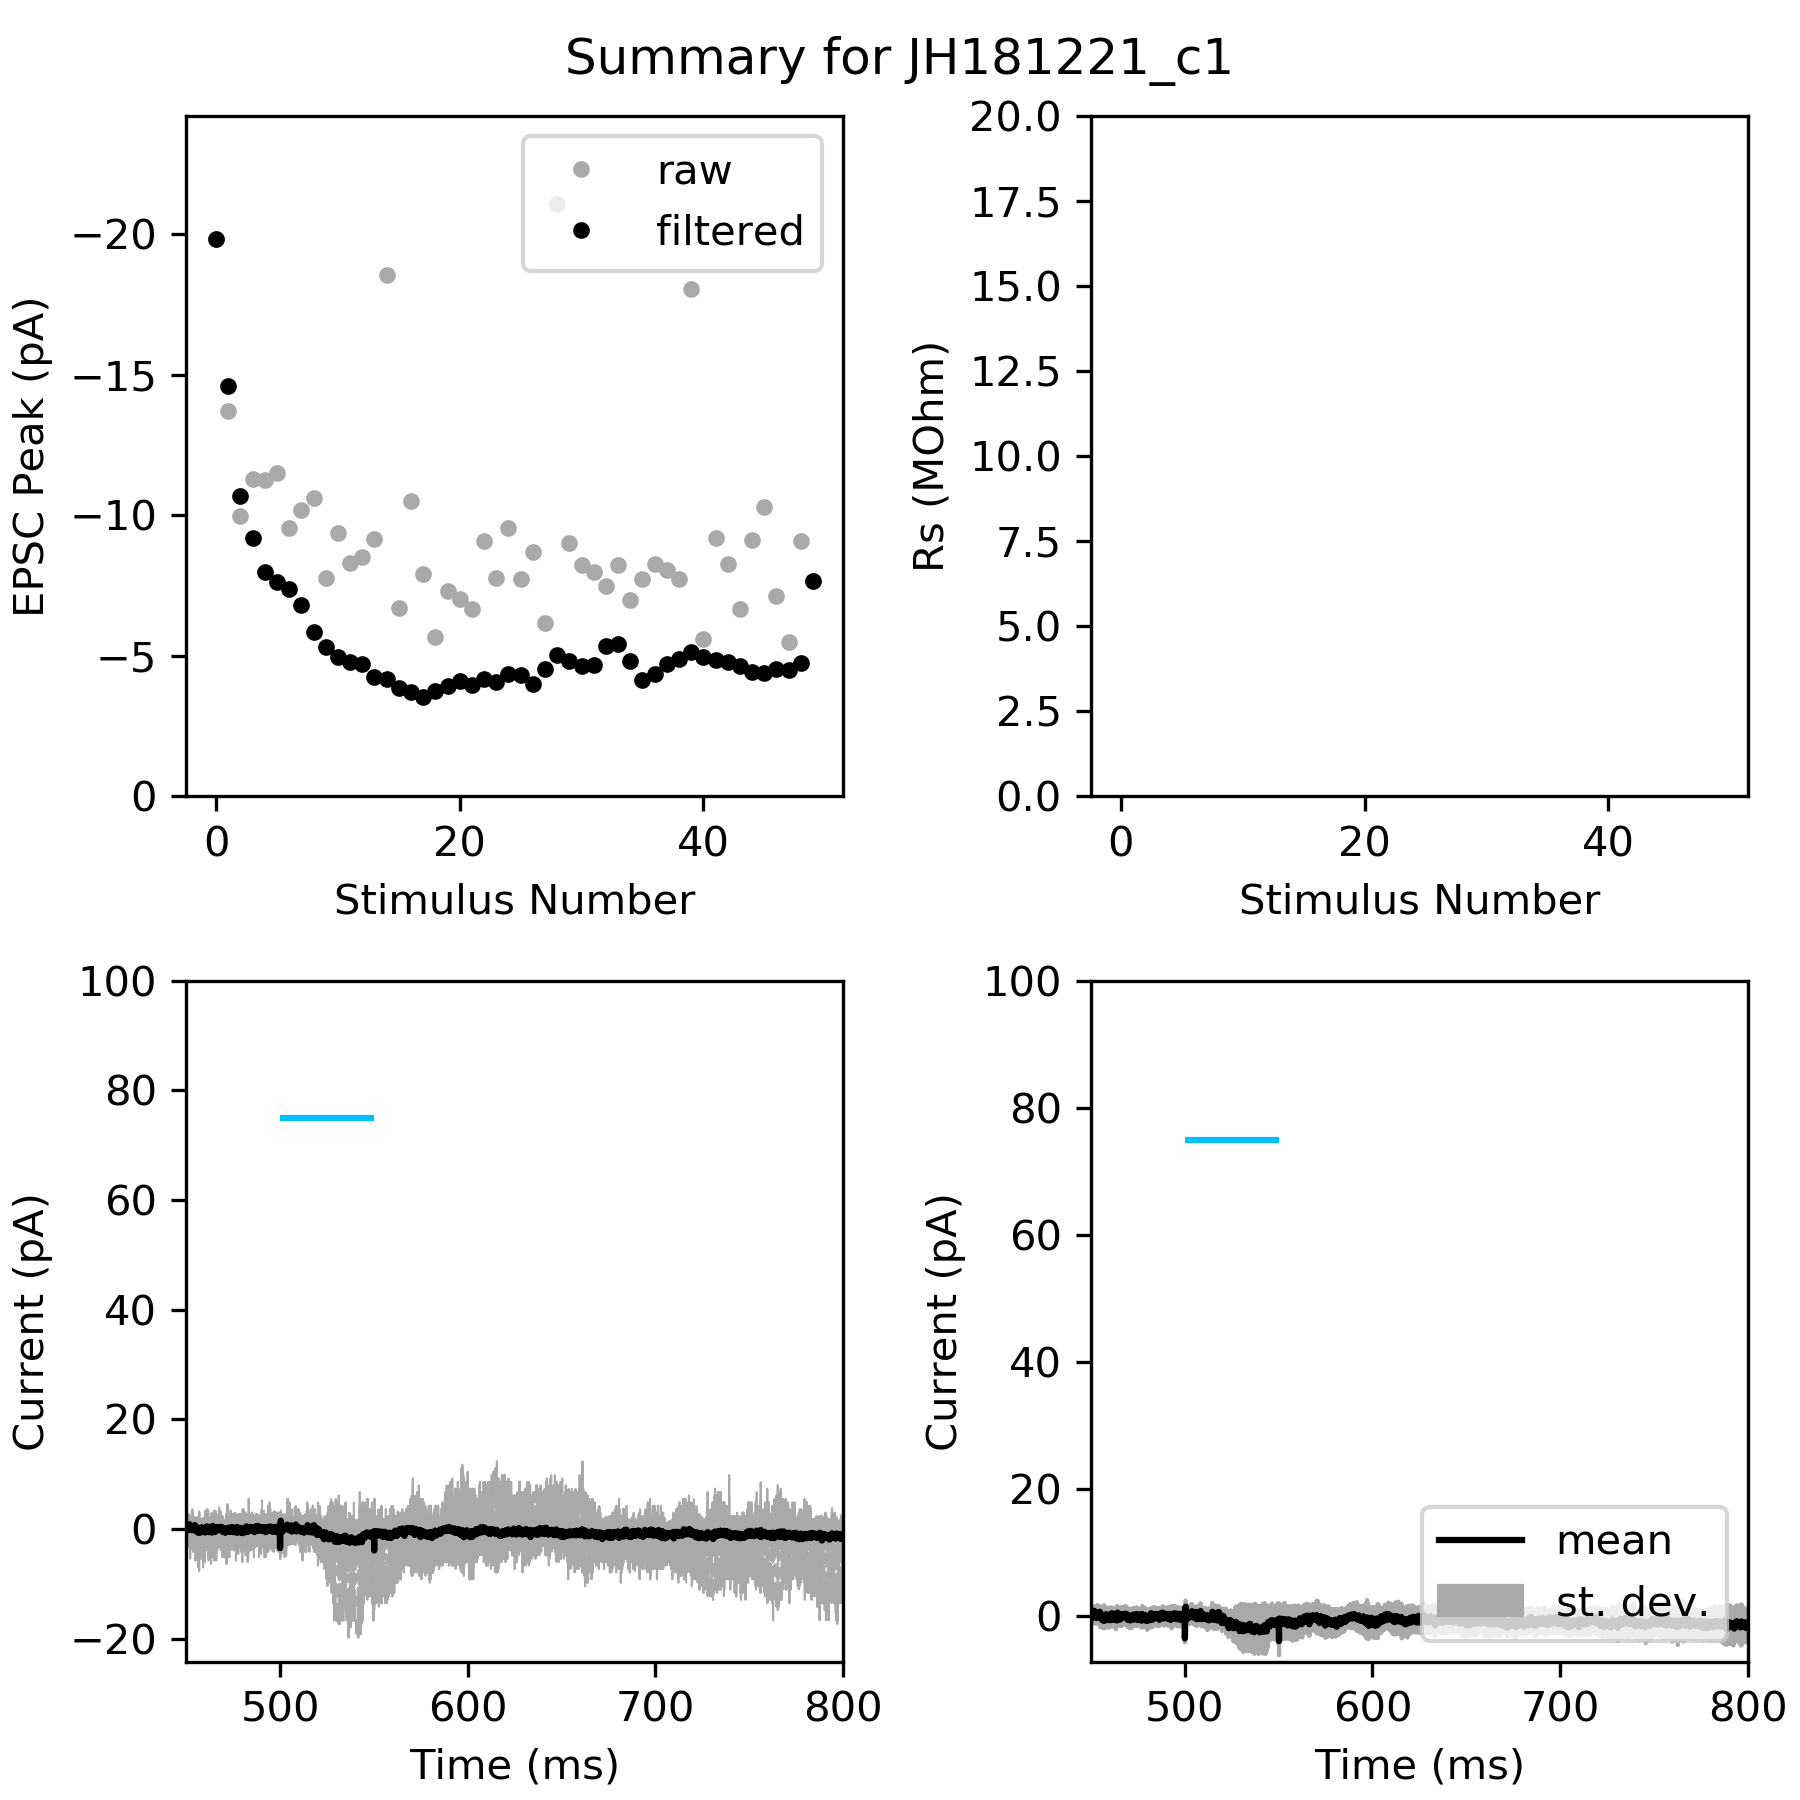 Summary for JH181221_c1
raw
filtered
EPSC Peak (pA)
−20
−15
−10
−5
0
0 20 40
Stimulus Number
Rs (MOhm)
20.0
17.5
15.0
12.5
10.0
7.5
5.0
2.5
0.0
0 20 40
Stimulus Number
Current (pA)
100
80
60
40
20
0
−20
500 600 700 800
Time (ms)
Current (pA)
100
80
60
40
20
0
mean
st. dev.
500 600 700 800
Time (ms)